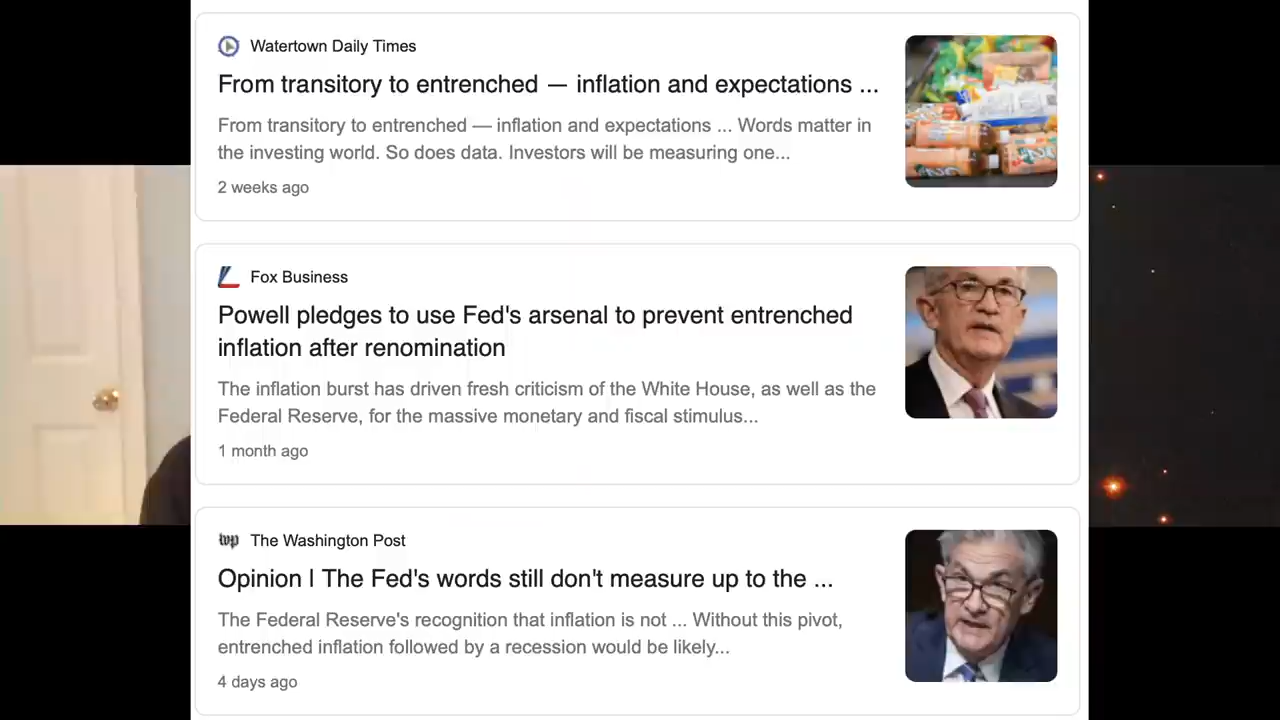 Watertown Daily Times
From transitory to entrenched — inflation and expectations ...
From transitory to entrenched — inflation and expectations ... Words matter in
the investing world. So does data. Investors will be measuring one...
2 weeks ago
Fox Business
Powell pledges to use Fed's arsenal to prevent entrenched
inflation after renomination
The inflation burst has driven fresh criticism of the White House, as well as the
Federal Reserve, for the massive monetary and fiscal stimulus...
1 month ago
wp
The Washington Post
Opinion | The Fed's words still don't measure up to the ...
The Federal Reserve's recognition that inflation is not ... Without this pivot,
entrenched inflation followed by a recession would be likely...
4 days ago